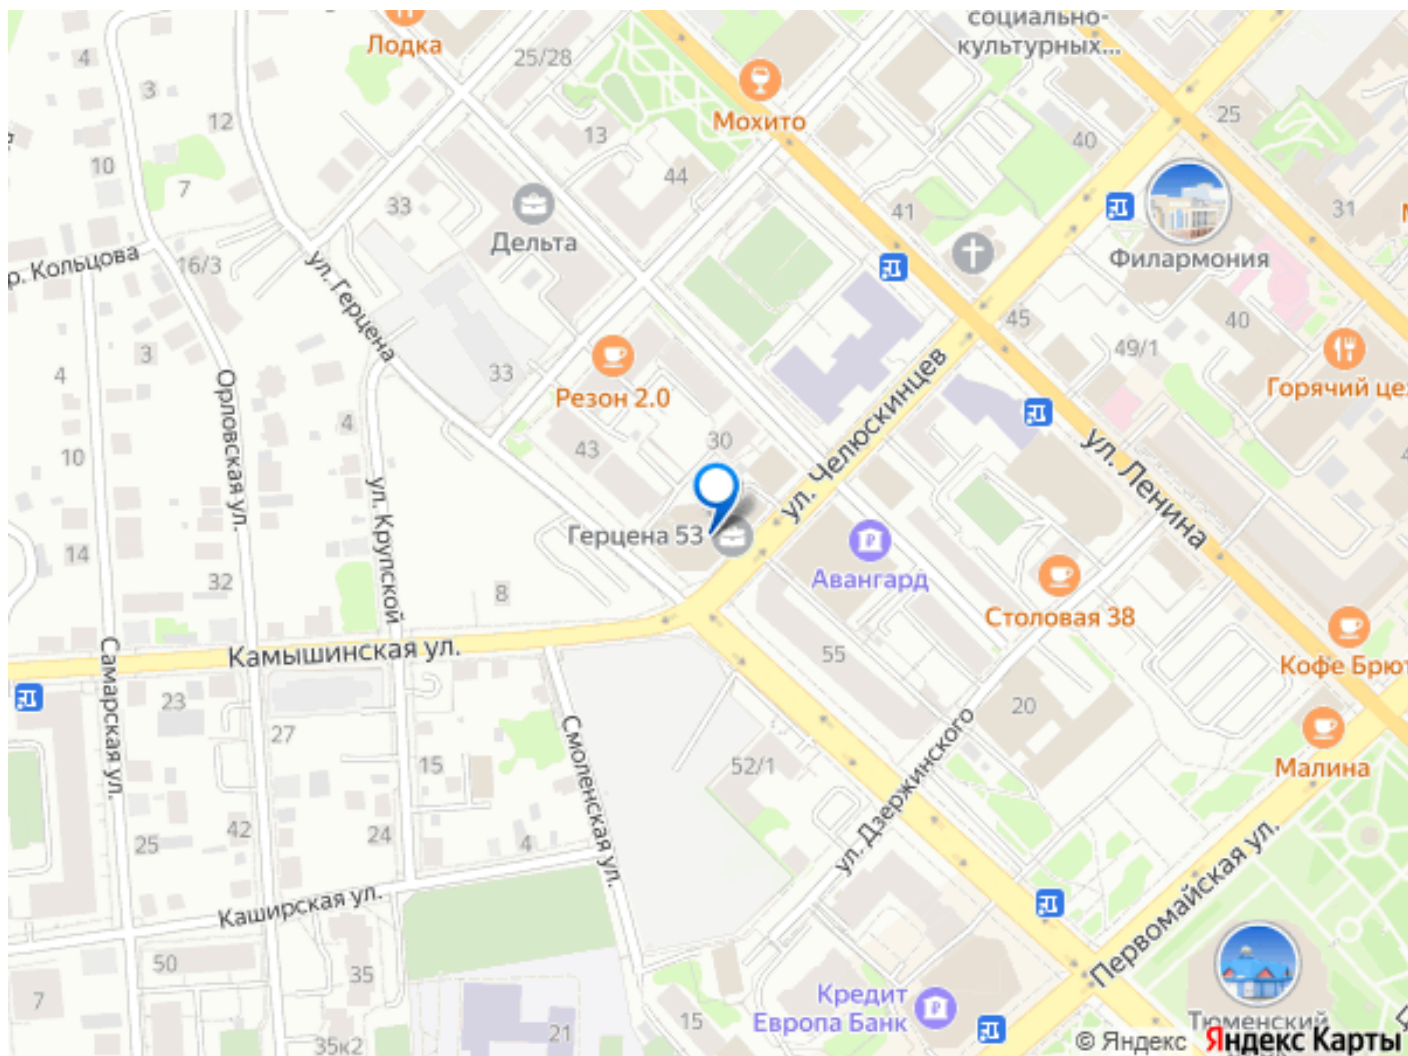 социально-
культурных...
Лодка
25/28
4
3
12
Мохито
13
25
40
10
7
44
33
41
31
Дельта
Филармония
р. Кольцова
16/3
ул. Герцена
45
40
49/1
3
4
Резон 2.0
33
Горячий це
Орловская ул.
4
43
30
ул. Челюскинцев
ул. Ленина
10
ул. Крупской
14
Герцена 53
Авангард
32
8
Столовая 38
Камышинская ул.
Самарская ул.
55
Кофе Брют
23
27
Смоленская ул.
20
15
52/1
Малина
ул. Дзержинского
42
24
25
4
Первомайская ул.
Каширская ул.
50
35
7
Кредит
Европа Банк
15
21
35к2
Тюменский
© Яндекс Яндекс Карты